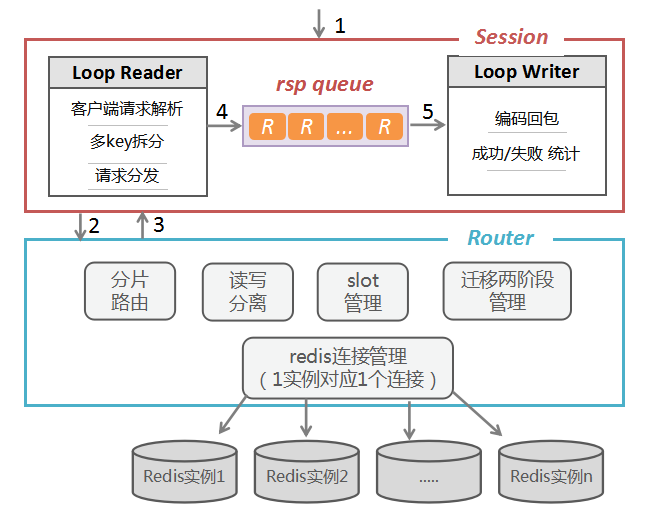 1
Session
Loop Reader
客户端请求解析
多key拆分
请求分发
4
rsp queue
R R ... R
5
Loop Writer
编码回包
成功/失败 统计
2
3
Router
分片
路由
读写
分离
slot
管理
迁移两阶段
管理
redis连接管理
（1实例对应1个连接）
Redis实例1
Redis实例2
.....
Redis实例n